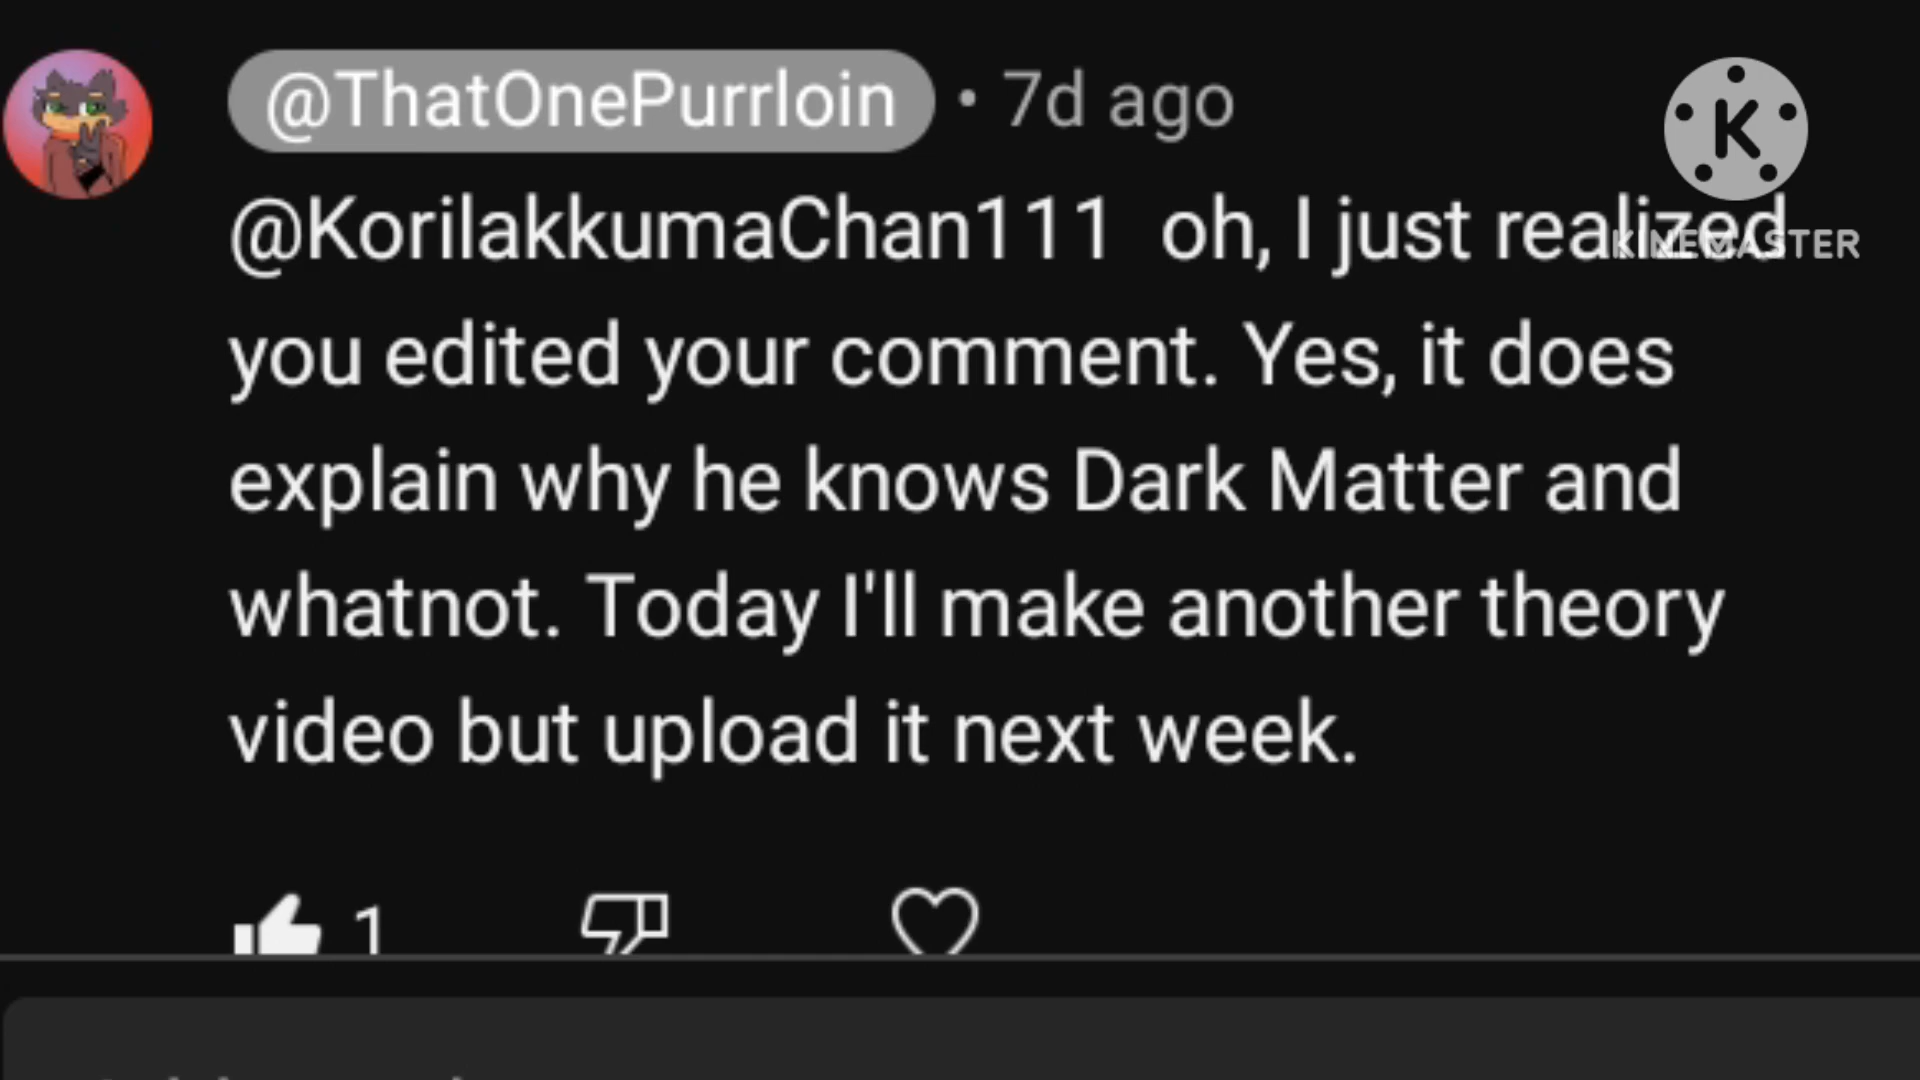 @ThatOnePurrloin • 7d ago
K
KINEMASTER
@KorilakkumaChan111 oh, I just realized
you edited your comment. Yes, it does
explain why he knows Dark Matter and
whatnot. Today I'll make another theory
video but upload it next week.
1